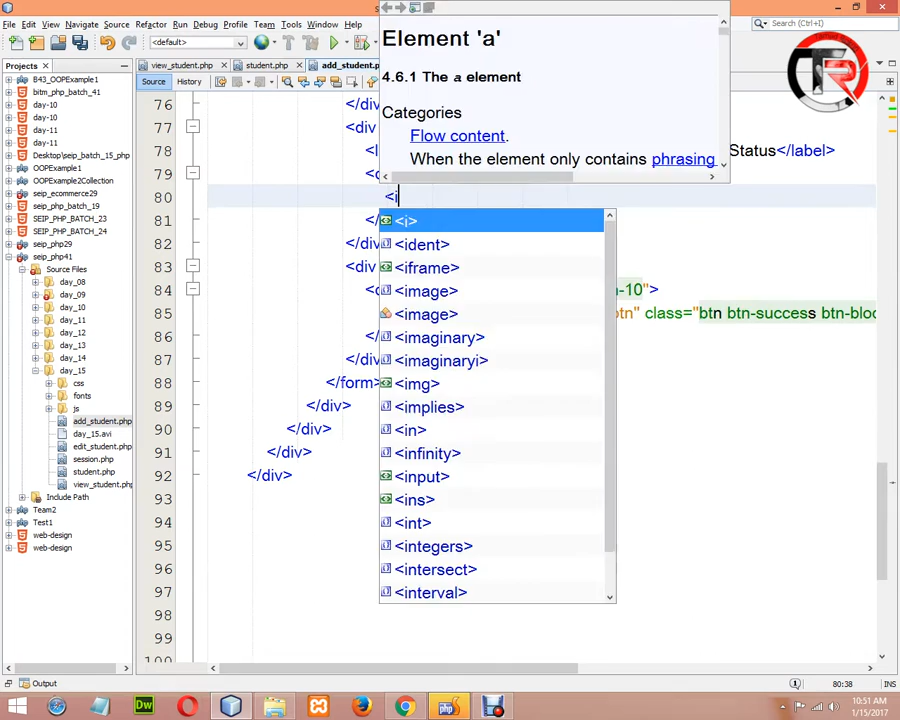 File Edit View Navigate Source Refactor Run Debug Profile Team Tools Window Help
Search (Ctrl+I)
<default>
Projects
view_student.php
student.php
add_student.p
Source
History
B43_OOPExample1
bitm_php_batch_41
day-10
day-10
day-11
day-11
Desktop\seip_batch_15_php
OOPExample1
OOPExample2Collection
seip_ecommerce29
seip_php_batch_19
SEIP_PHP_BATCH_23
SEIP_PHP_BATCH_24
seip_php29
seip_php41
Source Files
day_08
day_09
day_10
day_11
day_12
day_13
day_14
day_15
css
fonts
js
add_student.php
day_15.avi
edit_student.php
session.php
student.php
view_student.php
Include Path
Team2
Test1
web-design
web-design
Element 'a'
4.6.1 The a element
Categories
Flow content.
When the element only contains phrasing
76 </d
77 <div
78 <l Status</label>
79 <c
80 <i
81 </
82 </di
83 <div
84 <c n-10">
85 tn" class="btn btn-success btn-bloc
86 </
87 </di
88 </form>
89 </div>
90 </div>
91 </div>
92 </div>
93
94
95
96
97
98
99
100
<i>
<ident>
<iframe>
<image>
<image>
<imaginary>
<imaginaryi>
<img>
<implies>
<in>
<infinity>
<input>
<ins>
<int>
<integers>
<intersect>
<interval>
Output
80:38
INS
TR
Dw
php
10:51 AM
1/15/2017